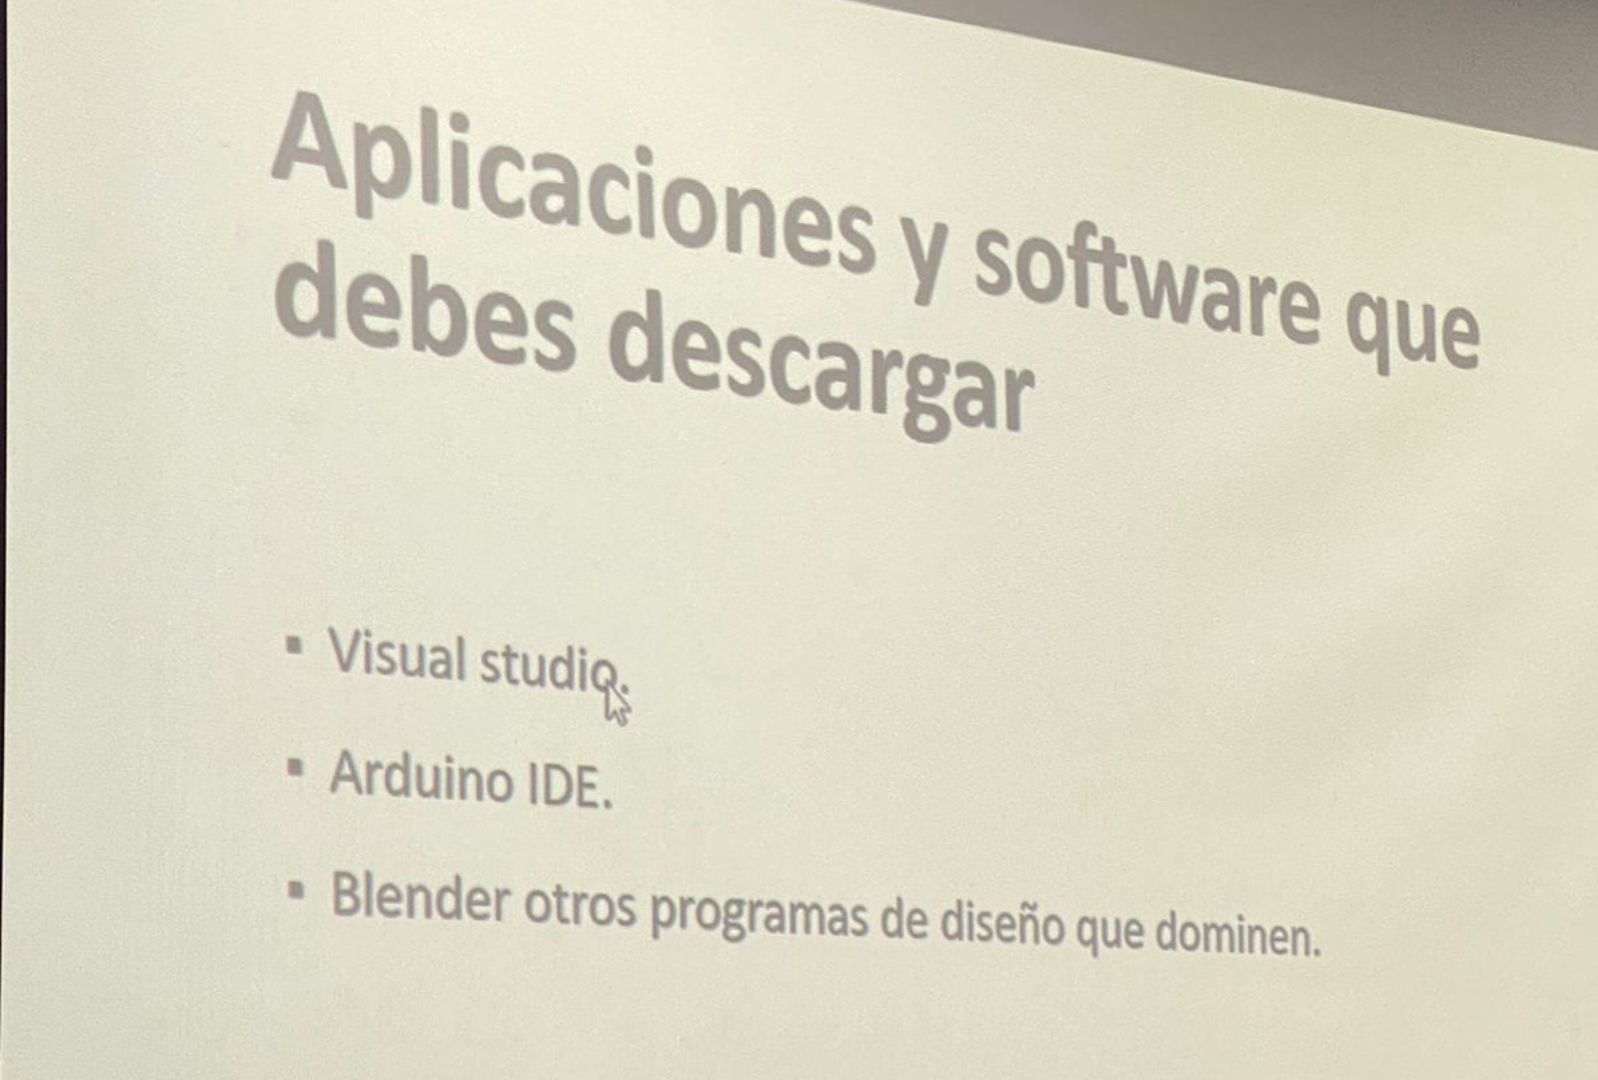 Aplicaciones y software que
debes descargar
▪ Visual studio.
▪ Arduino IDE.
▪ Blender otros programas de diseño que dominen.